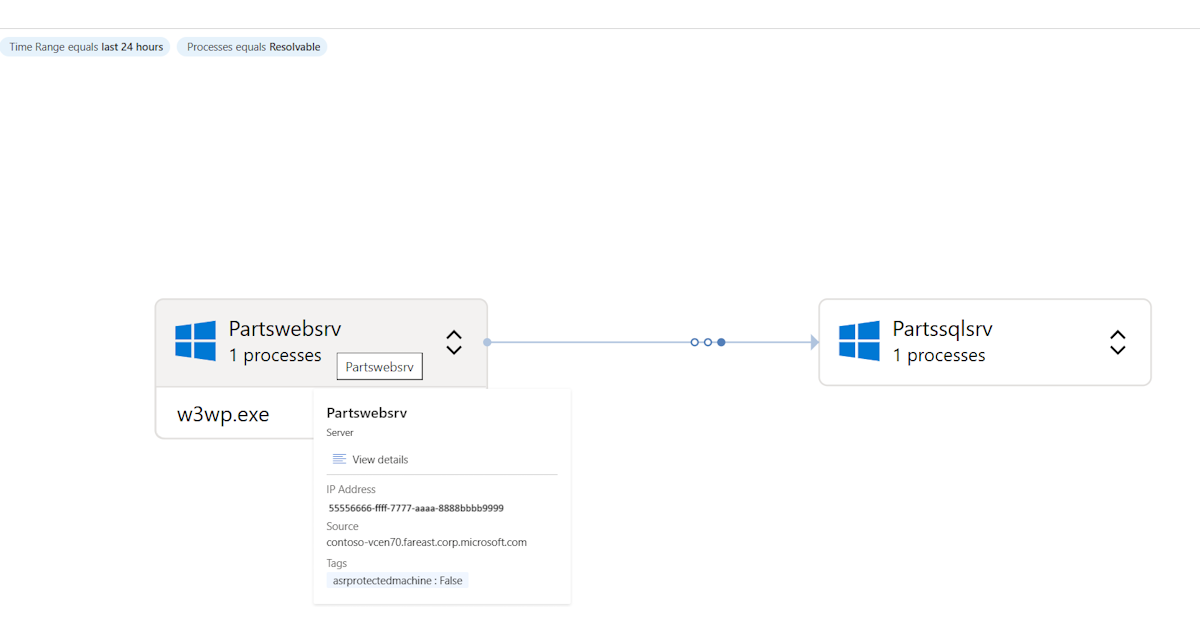 Time Range equals last 24 hours
Processes equals Resolvable
Partswebsrv
1 processes
Partswebsrv
w3wp.exe
Partssqlsrv
1 processes
Partswebsrv
Server
View details
IP Address
55556666-ffff-7777-aaaa-8888bbbb9999
Source
contoso-vcen70.fareast.corp.microsoft.com
Tags
asrprotectedmachine : False